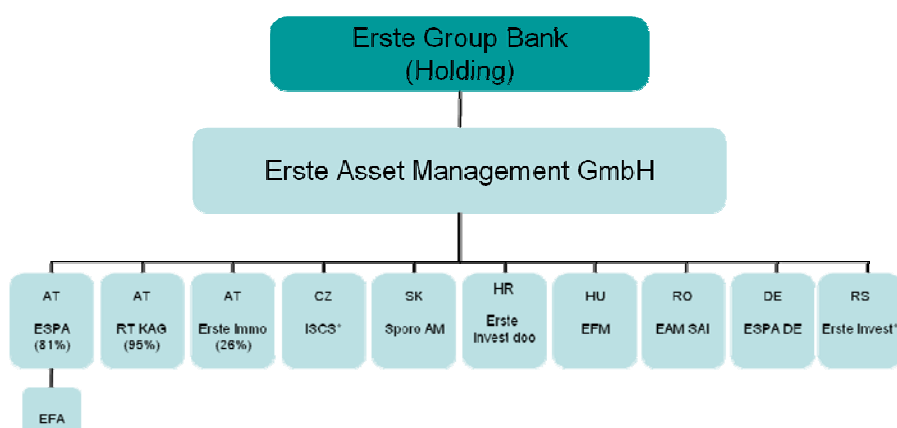 Erste Group Bank
(Holding)
Erste Asset Management GmbH
AT
ESPA
(81%)
AT
RT KAG
(95%)
AT
Erste Immo
(26%)
CZ
ISCS*
SK
Sporo AM
HR
Erste
Invest doo
HU
EFM
RO
EAM SAI
DE
ESPA DE
RS
Erste Invest*
EFA